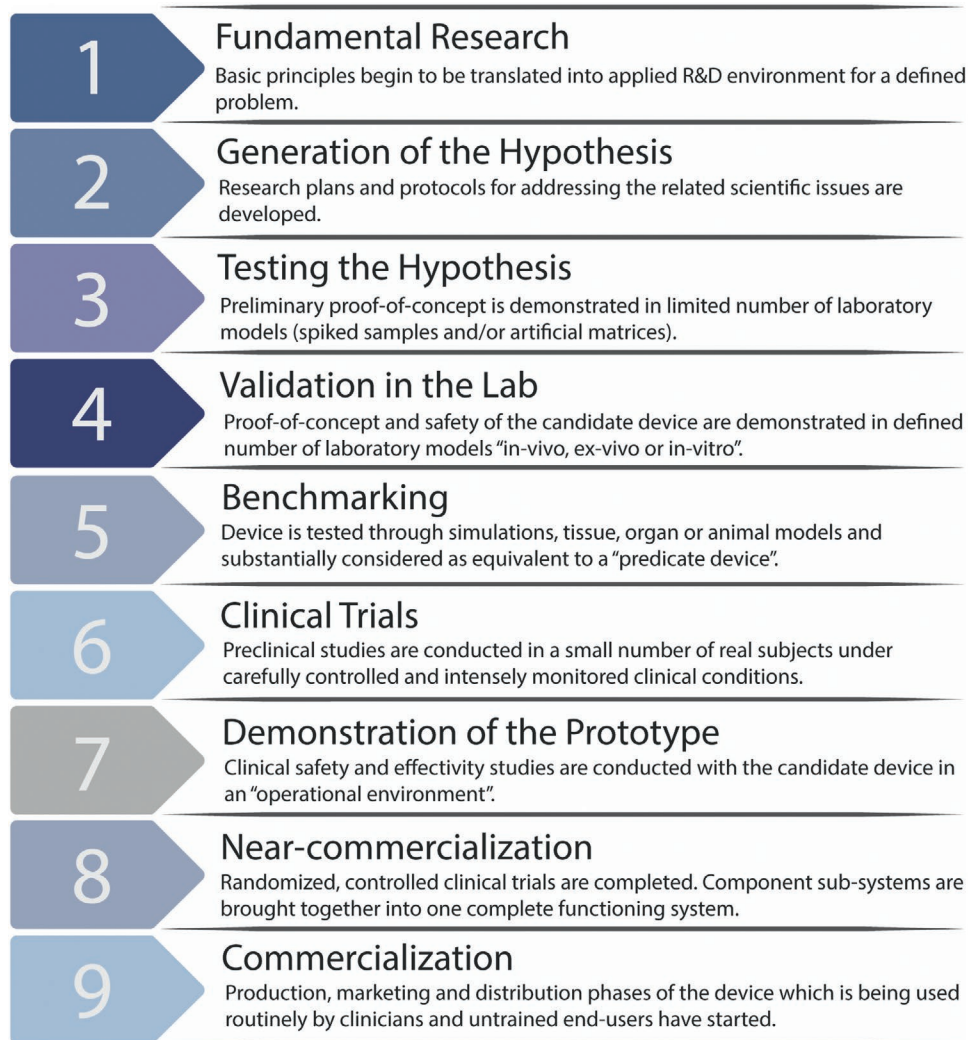 1
Fundamental Research
Basic principles begin to be translated into applied R&D environment for a defined
problem.
2
Generation of the Hypothesis
Research plans and protocols for addressing the related scientific issues are
developed.
3
Testing the Hypothesis
Preliminary proof-of-concept is demonstrated in limited number of laboratory
models (spiked samples and/or artificial matrices).
4
Validation in the Lab
Proof-of-concept and safety of the candidate device are demonstrated in defined
number of laboratory models “in-vivo, ex-vivo or in-vitro”.
5
Benchmarking
Device is tested through simulations, tissue, organ or animal models and
substantially considered as equivalent to a “predicate device”.
6
Clinical Trials
Preclinical studies are conducted in a small number of real subjects under
carefully controlled and intensely monitored clinical conditions.
7
Demonstration of the Prototype
Clinical safety and effectivity studies are conducted with the candidate device in
an “operational environment”.
8
Near-commercialization
Randomized, controlled clinical trials are completed. Component sub-systems are
brought together into one complete functioning system.
9
Commercialization
Production, marketing and distribution phases of the device which is being used
routinely by clinicians and untrained end-users have started.